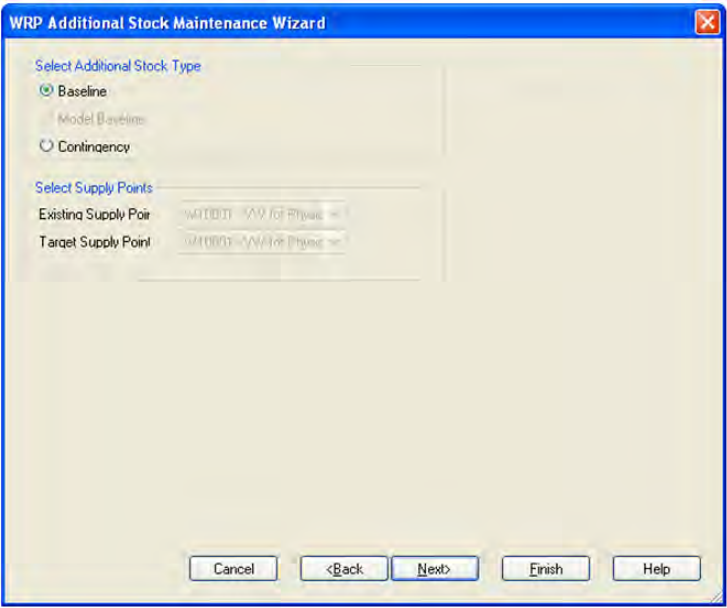 WRP Additional Stock Maintenance Wizard
Select Additional Stock Type
Baseline
Model Baseline
Contingency
Select Supply Points
Existing Supply Poin
Target Supply Point
Cancel <Back Next> Finish Help